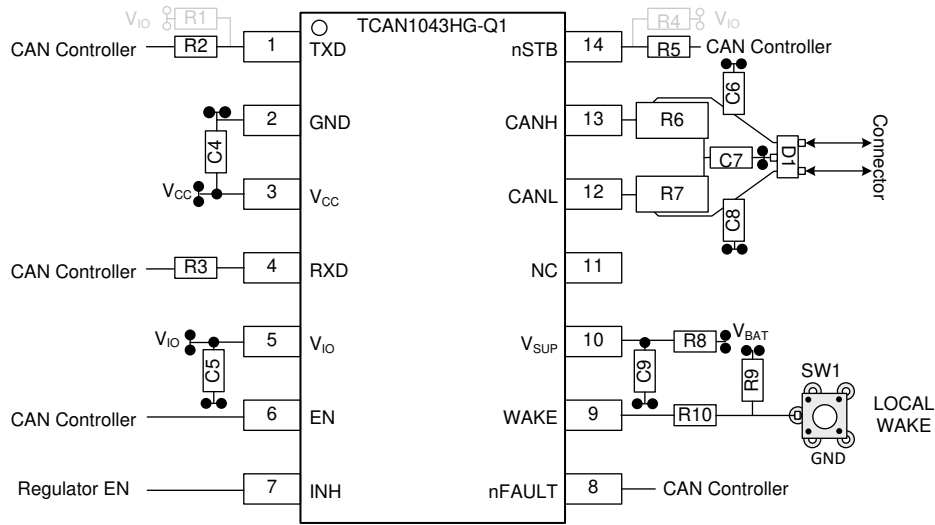 TCAN1043HG-Q1
V_IO R1
CAN Controller R2 1 TXD
nSTB 14 R5 CAN Controller
R4 V_IO
C6
C4 2 GND
CANH 13 R6
C7 D1 Connector
V_CC 3 V_CC
CANL 12 R7
C8
CAN Controller R3 4 RXD
NC 11
V_IO C5 5 V_IO
V_SUP 10 R8 V_BAT
C9 R9
SW1
CAN Controller 6 EN
WAKE 9 R10
LOCAL
WAKE
GND
Regulator EN 7 INH
nFAULT 8 CAN Controller